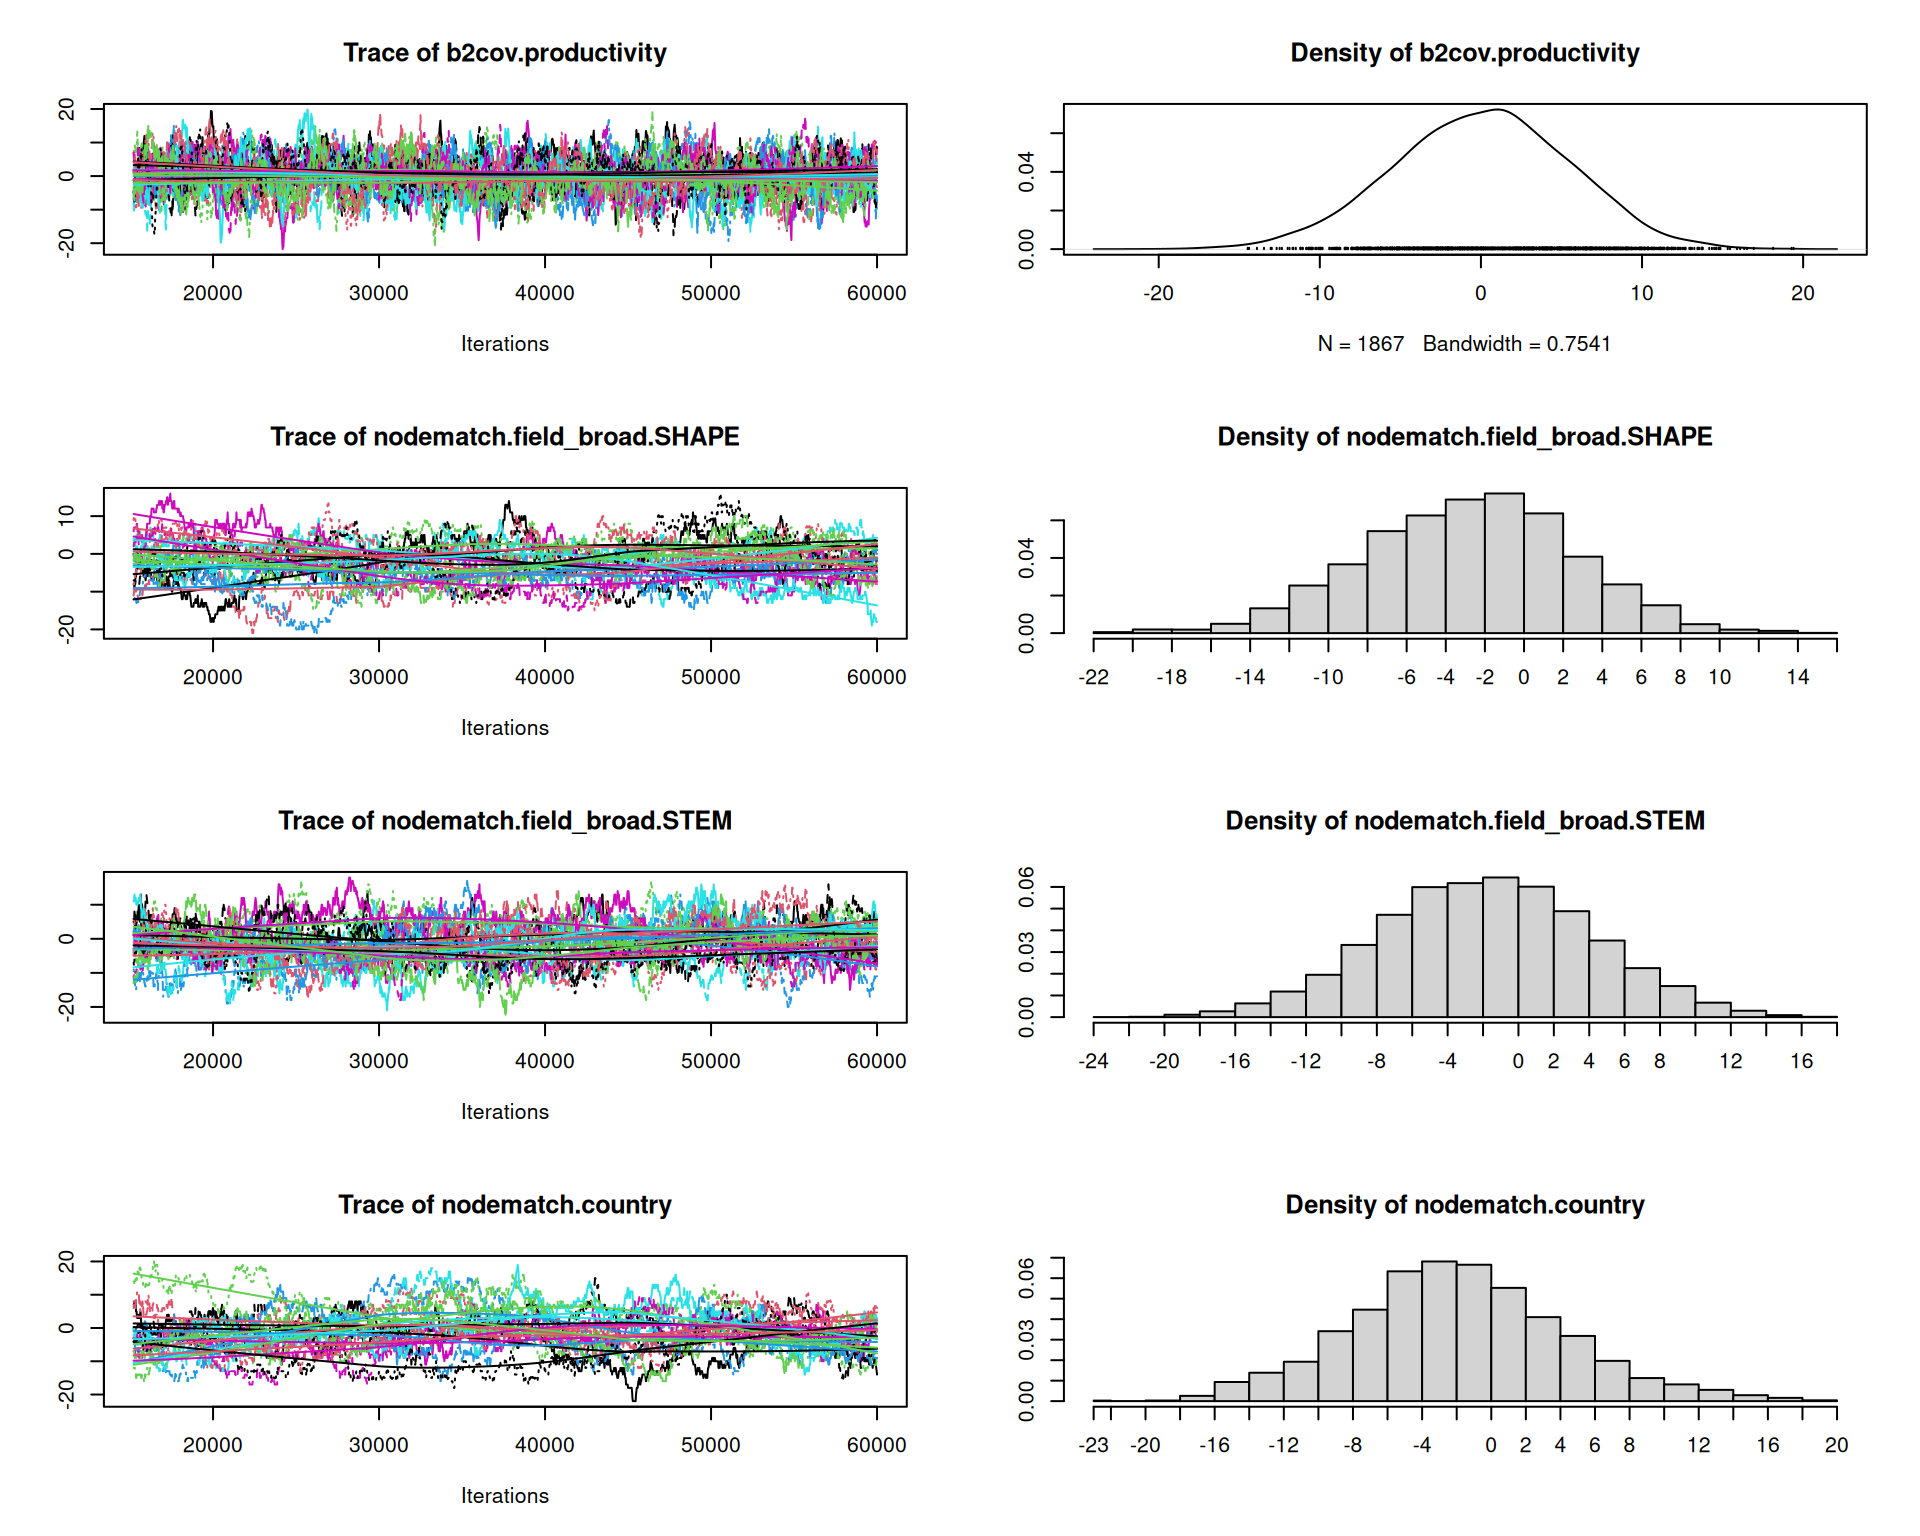 Trace of b2cov.productivity
20
0
-20
20000 30000 40000 50000 60000
Iterations
Density of b2cov.productivity
0.04
0.00
-20 -10 0 10 20
N = 1867 Bandwidth = 0.7541
Trace of nodematch.field_broad.SHAPE
10
0
-20
20000 30000 40000 50000 60000
Iterations
Density of nodematch.field_broad.SHAPE
0.04
0.00
-22 -18 -14 -10 -6 -4 -2 0 2 4 6 8 10 14
Trace of nodematch.field_broad.STEM
0
-20
20000 30000 40000 50000 60000
Iterations
Density of nodematch.field_broad.STEM
0.06
0.03
0.00
-24 -20 -16 -12 -8 -4 0 2 4 6 8 12 16
Trace of nodematch.country
20
0
-20
20000 30000 40000 50000 60000
Iterations
Density of nodematch.country
0.06
0.03
0.00
-23 -20 -16 -12 -8 -4 0 2 4 6 8 12 16 20